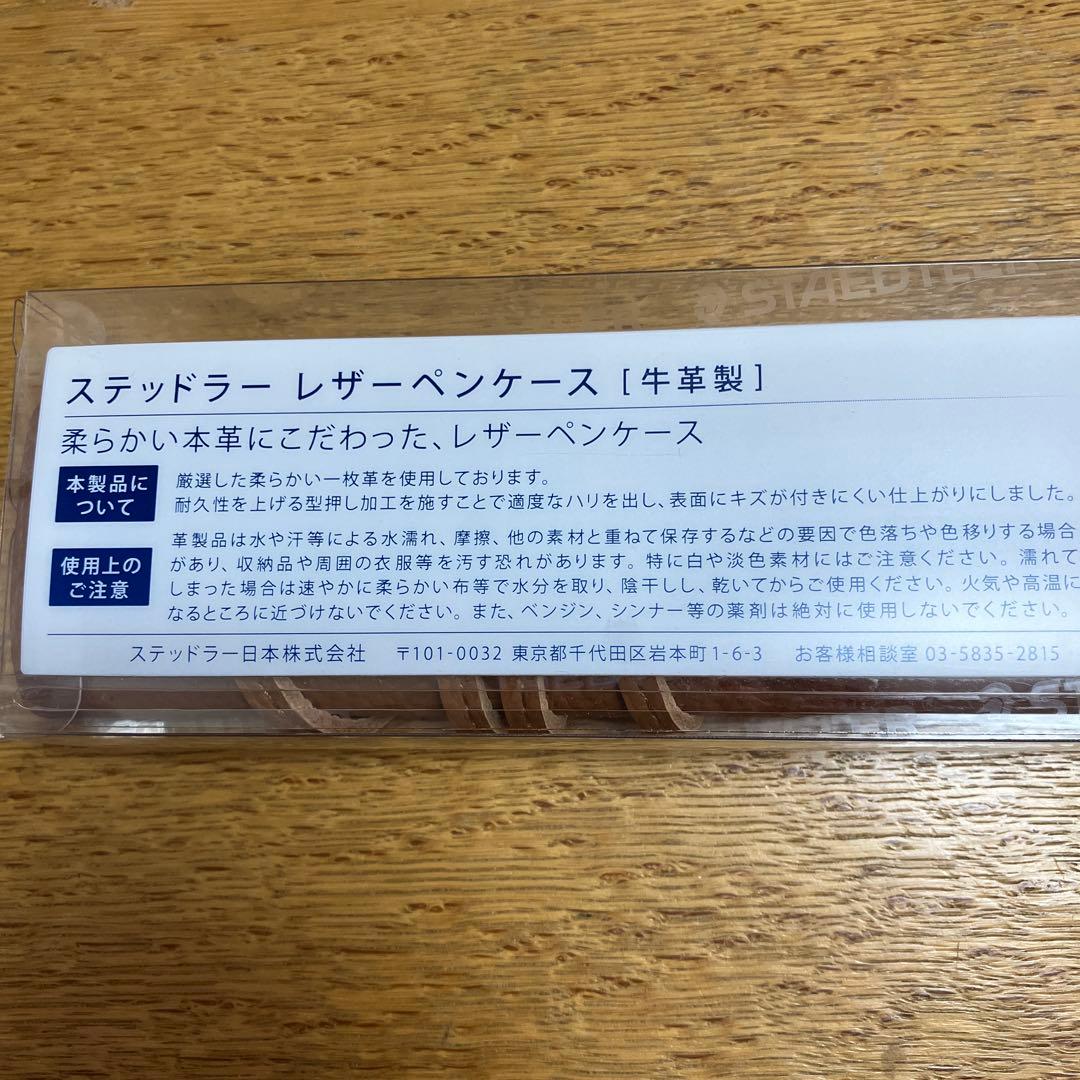 STAEDTLER
ステッドラー レザーペンケース [牛革製]
柔らかい本革にこだわった、レザーペンケース
本製品に
ついて
厳選した柔らかい一枚革を使用しております。
耐久性を上げる型押し加工を施すことで適度なハリを出し、表面にキズが付きにくい仕上がりにしました。
使用上の
ご注意
革製品は水や汗等による水濡れ、摩擦、他の素材と重ねて保存するなどの要因で色落ちや色移りする場合
があり、収納品や周囲の衣服等を汚す恐れがあります。特に白や淡色素材にはご注意ください。濡れて
しまった場合は速やかに柔らかい布等で水分を取り、陰干しし、乾いてからご使用ください。火気や高温に
なるところに近づけないでください。また、ベンジン、シンナー等の薬剤は絶対に使用しないでください。
ステッドラー日本株式会社 〒101-0032 東京都千代田区岩本町1-6-3 お客様相談室 03-5835-2815